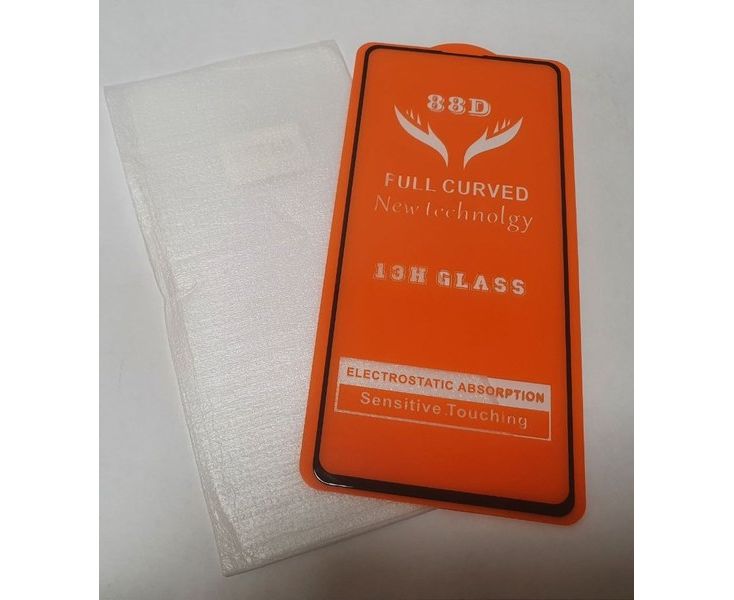 88D
FULL CURVED
New technolgy
13H GLASS
ELECTROSTATIC ABSORPTION
Sensitive.Touching